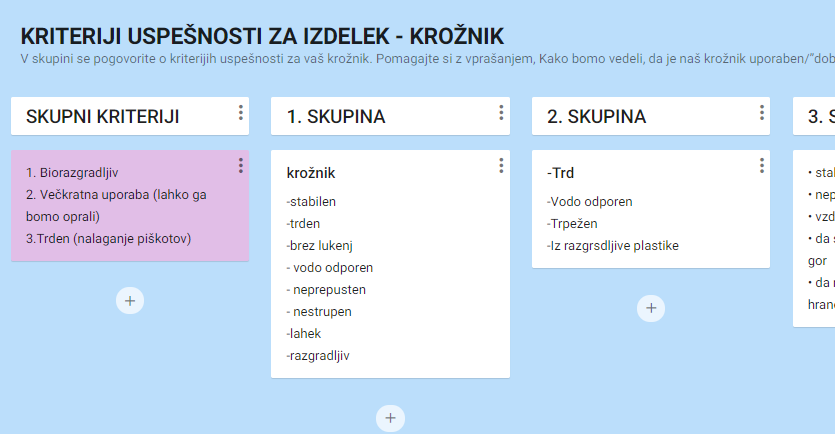 KRITERIJI USPEŠNOSTI ZA IZDELEK - KROŽNIK
V skupini se pogovorite o kriterijih uspešnosti za vaš krožnik. Pomagajte si z vprašanjem, Kako bomo vedeli, da je naš krožnik uporaben/"dob
SKUPNI KRITERIJI
1. Biorazgradljiv
2. Večkratna uporaba (lahko ga
bomo oprali)
3.Trden (nalaganje piškotov)
1. SKUPINA
krožnik
-stabilen
-trden
-brez lukenj
- vodo odporen
- neprepusten
- nestrupen
-lahek
-razgradljiv
2. SKUPINA
-Trd
-Vodo odporen
-Trpežen
-Iz razgrsdljive plastike
3. S
• stal
• nep
• vzd
• da s
gor
• da
hran